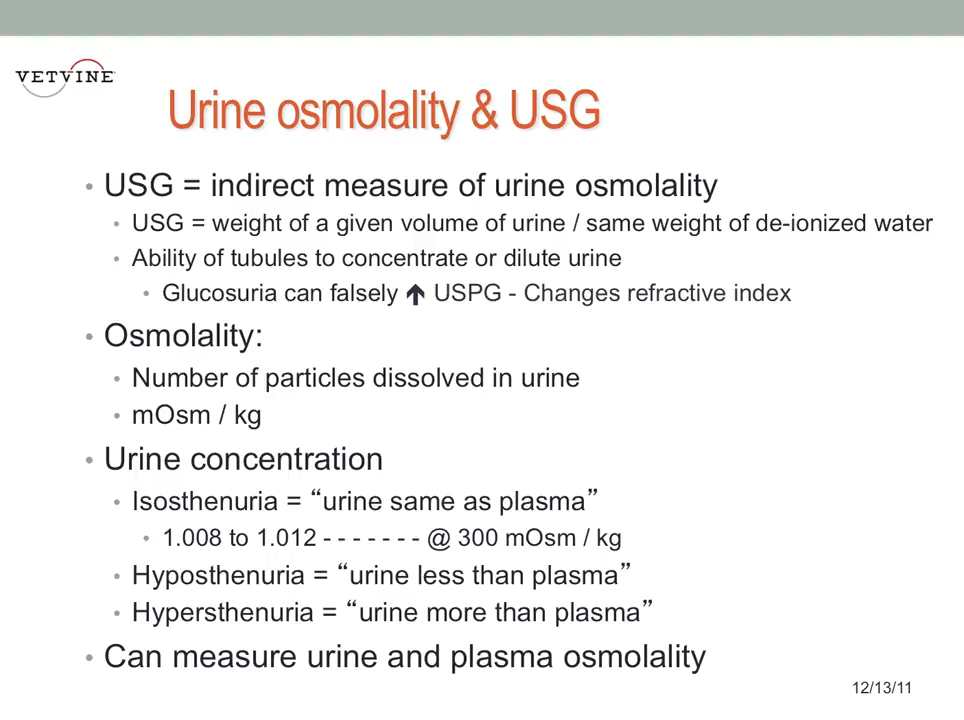 VETVINE
Urine osmolality & USG
• USG = indirect measure of urine osmolality
• USG = weight of a given volume of urine / same weight of de-ionized water
• Ability of tubules to concentrate or dilute urine
• Glucosuria can falsely 🡅 USPG - Changes refractive index
• Osmolality:
• Number of particles dissolved in urine
• mOsm / kg
• Urine concentration
• Isosthenuria = “urine same as plasma”
• 1.008 to 1.012 - - - - - - - @ 300 mOsm / kg
• Hyposthenuria = “urine less than plasma”
• Hypersthenuria = “urine more than plasma”
• Can measure urine and plasma osmolality
12/13/11